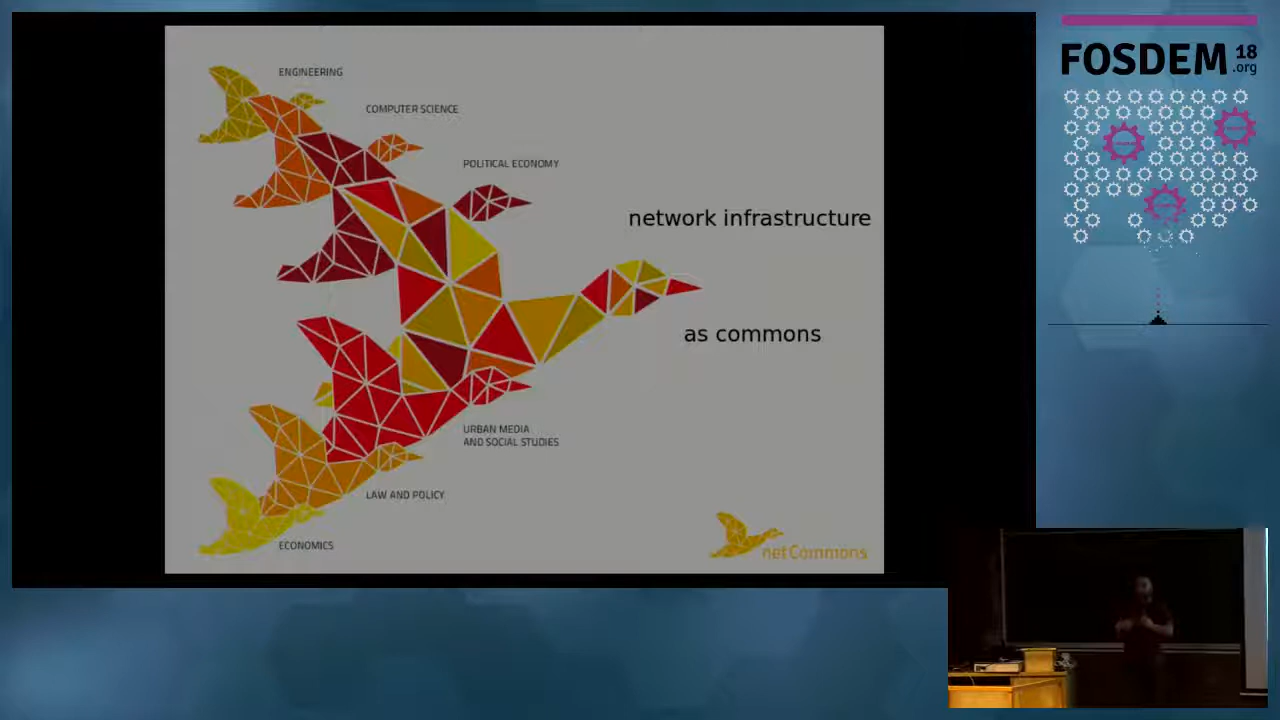 ENGINEERING
COMPUTER SCIENCE
POLITICAL ECONOMY
network infrastructure
as commons
URBAN MEDIA
AND SOCIAL STUDIES
LAW AND POLICY
ECONOMICS
netCommons
FOSDEM 18
.org